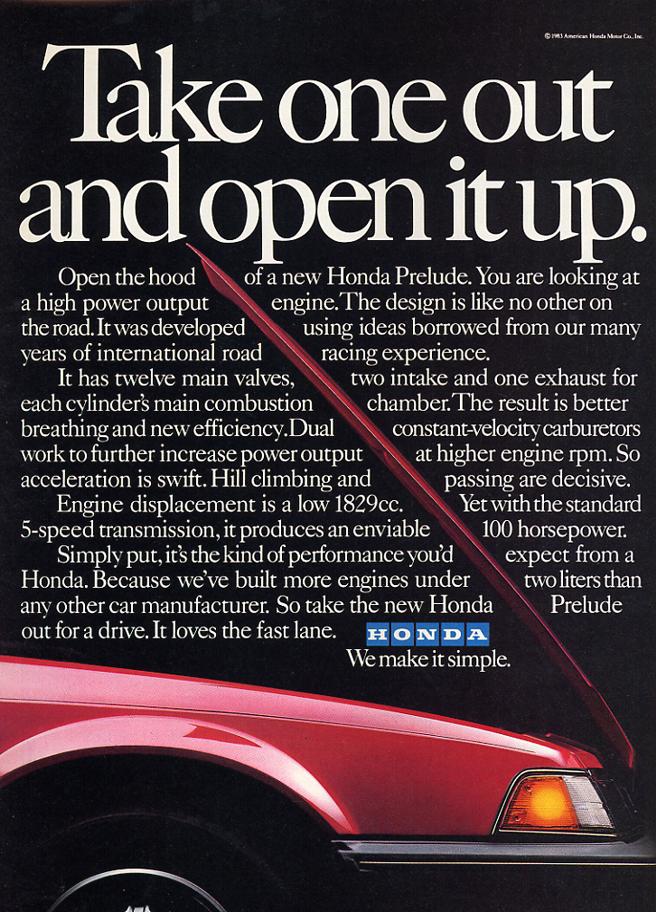 ©1983 American Honda Motor Co., Inc.
Take one out
and open it up.
Open the hood of a new Honda Prelude. You are looking at
a high power output engine. The design is like no other on
the road. It was developed using ideas borrowed from our many
years of international road racing experience.
It has twelve main valves, two intake and one exhaust for
each cylinder's main combustion chamber. The result is better
breathing and new efficiency. Dual constant-velocity carburetors
work to further increase power output at higher engine rpm. So
acceleration is swift. Hill climbing and passing are decisive.
Engine displacement is a low 1829cc. Yet with the standard
5-speed transmission, it produces an enviable 100 horsepower.
Simply put, it's the kind of performance you'd expect from a
Honda. Because we've built more engines under two liters than
any other car manufacturer. So take the new Honda Prelude
out for a drive. It loves the fast lane.
HONDA
We make it simple.